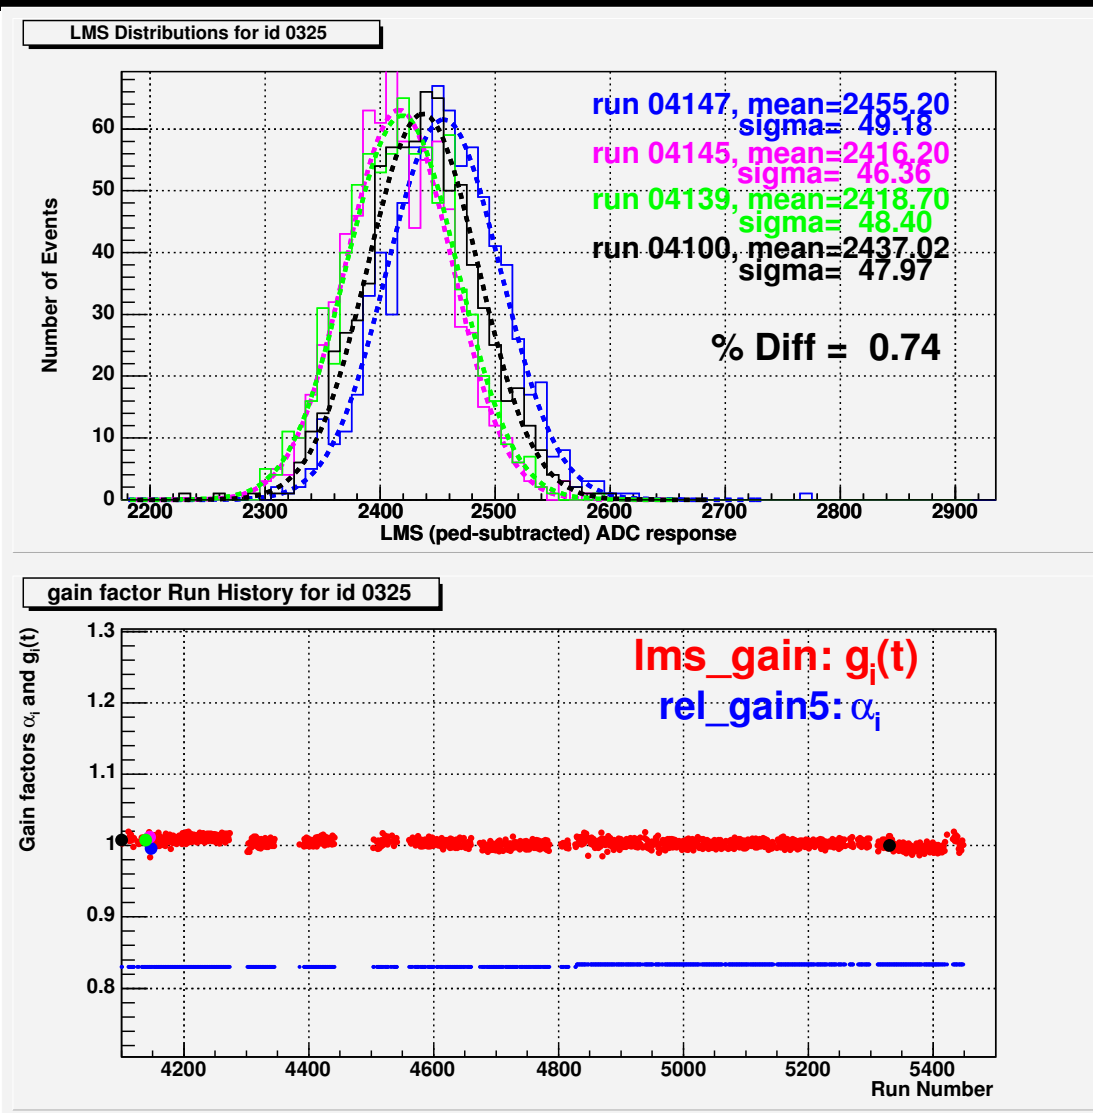 LMS Distributions for id 0325
Number of Events
60
50
40
30
20
10
0
run 04147, mean=2455.20
sigma= 49.18
run 04145, mean=2416.20
sigma= 46.36
run 04139, mean=2418.70
sigma= 48.40
run 04100, mean=2437.02
sigma= 47.97
% Diff = 0.74
2200 2300 2400 2500 2600 2700 2800 2900
LMS (ped-subtracted) ADC response
gain factor Run History for id 0325
Gain factors αi and gi(t)
1.3
1.2
1.1
1
0.9
0.8
lms_gain: gi(t)
rel_gain5: αi
4200 4400 4600 4800 5000 5200 5400
Run Number